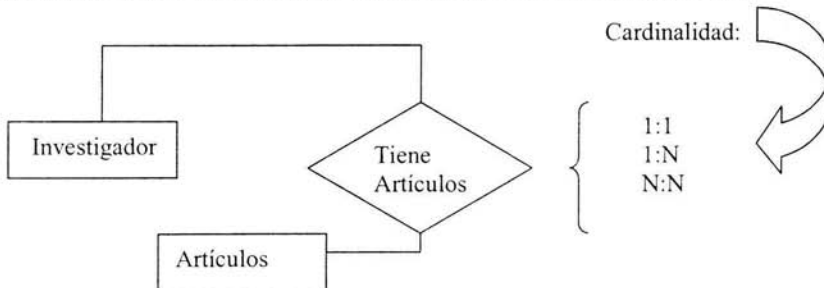 Cardinalidad:
Investigador
Tiene
Artículos
1:1
1:N
N:N
Artículos